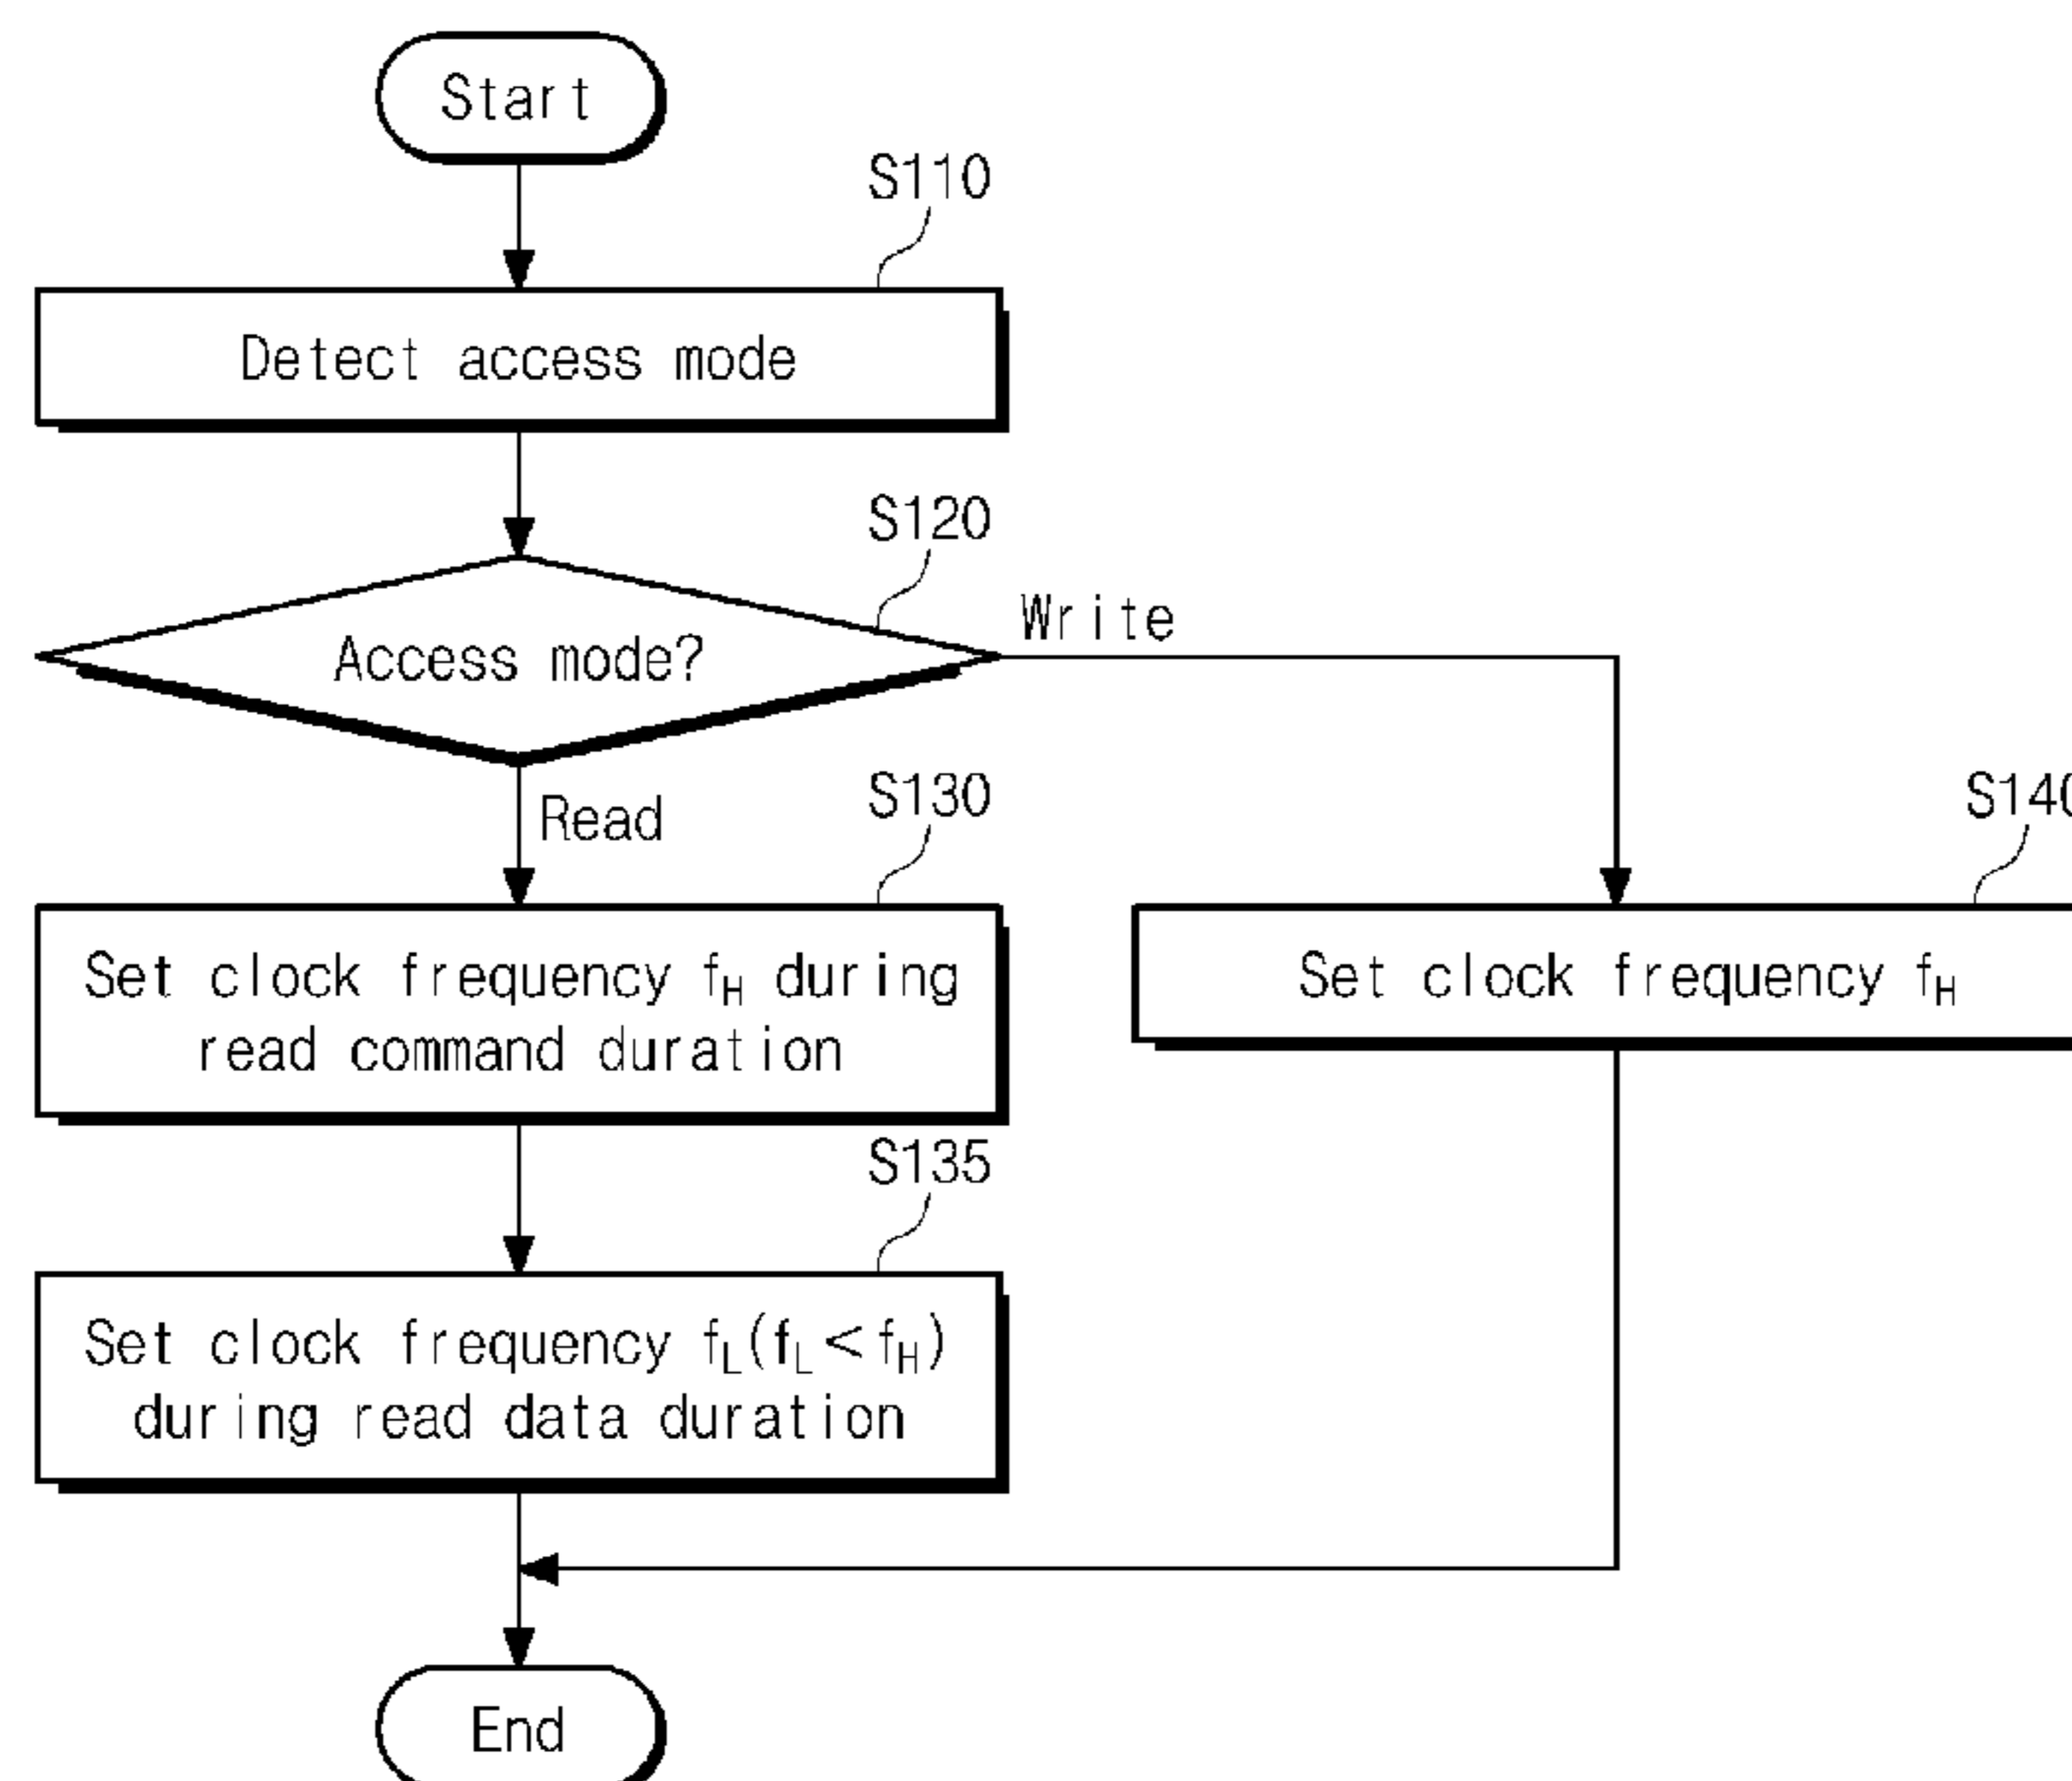 Start
S110
Detect access mode
S120
Access mode?
Write
Read
S130
Set clock frequency fH during
read command duration
S140
Set clock frequency fH
S135
Set clock frequency fL(fL<fH)
during read data duration
End